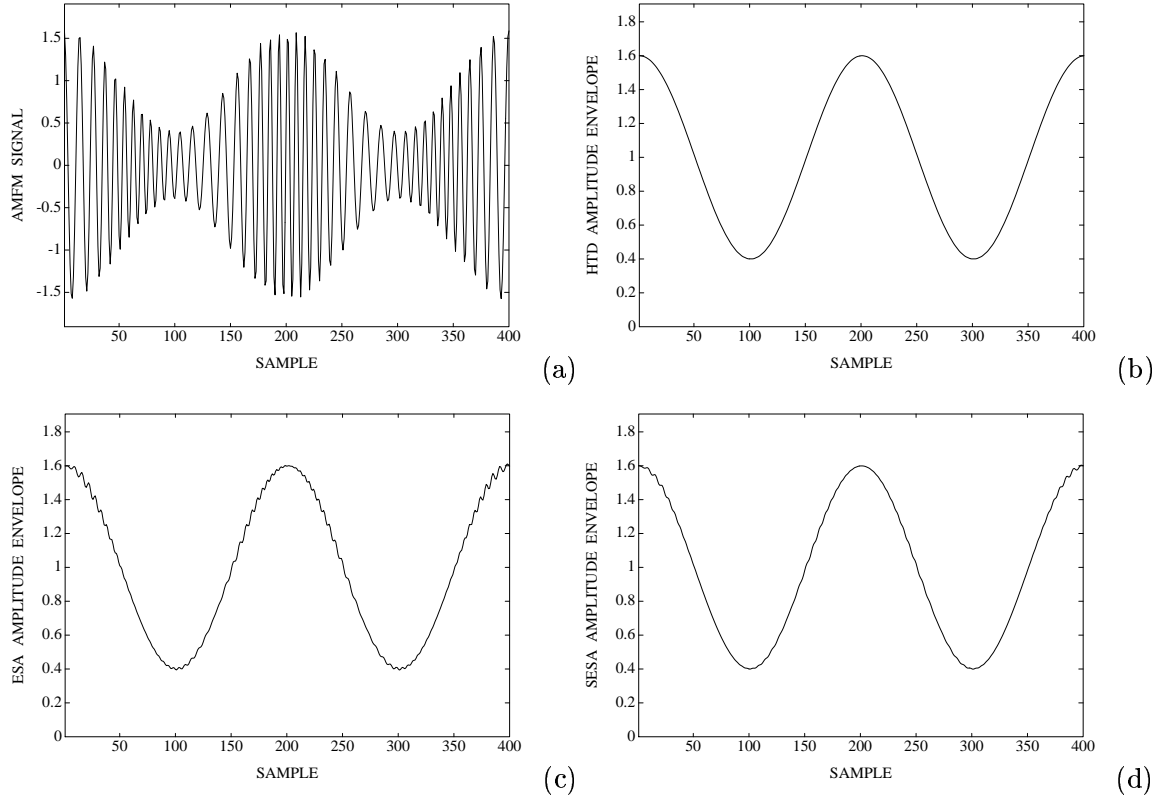 1.5
1
0.5
0
-0.5
-1
-1.5
AMFM SIGNAL
50 100 150 200 250 300 350 400
SAMPLE
(a)
1.8
1.6
1.4
1.2
1
0.8
0.6
0.4
0.2
0
HTD AMPLITUDE ENVELOPE
50 100 150 200 250 300 350 400
SAMPLE
(b)
1.8
1.6
1.4
1.2
1
0.8
0.6
0.4
0.2
0
ESA AMPLITUDE ENVELOPE
50 100 150 200 250 300 350 400
SAMPLE
(c)
1.8
1.6
1.4
1.2
1
0.8
0.6
0.4
0.2
0
SESA AMPLITUDE ENVELOPE
50 100 150 200 250 300 350 400
SAMPLE
(d)